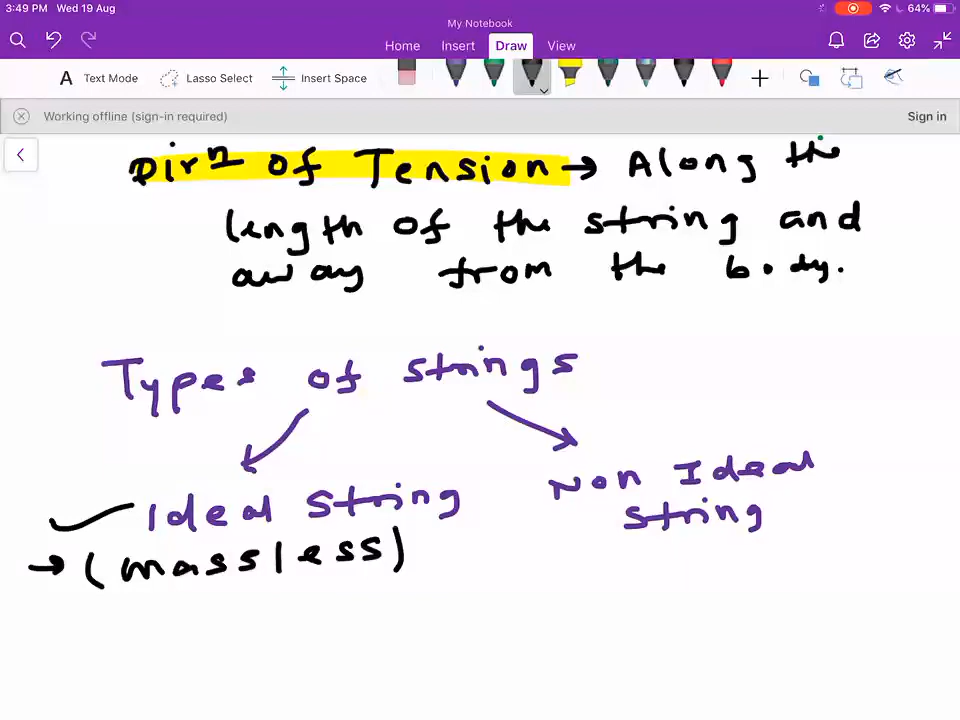 3:49 PM Wed 19 Aug
64%
My Notebook
Home Insert Draw View
Text Mode Lasso Select Insert Space
Working offline (sign-in required)
Sign in
Dirⁿ of Tension → Along the
length of the string and
away from the body.
Types of strings
Ideal string
Non Ideal
string
→ (massless)